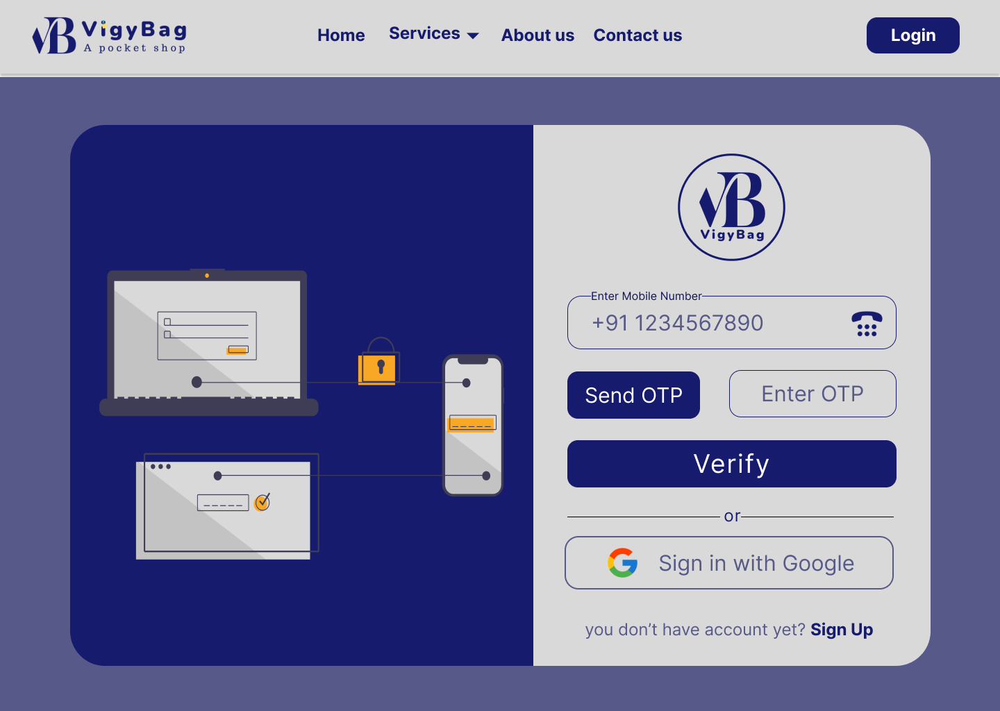 VigyBag
A pocket shop
Home Services About us Contact us Login
VB
VigyBag
Enter Mobile Number
+91 1234567890
Send OTP Enter OTP
Verify
or
Sign in with Google
you don’t have account yet? Sign Up